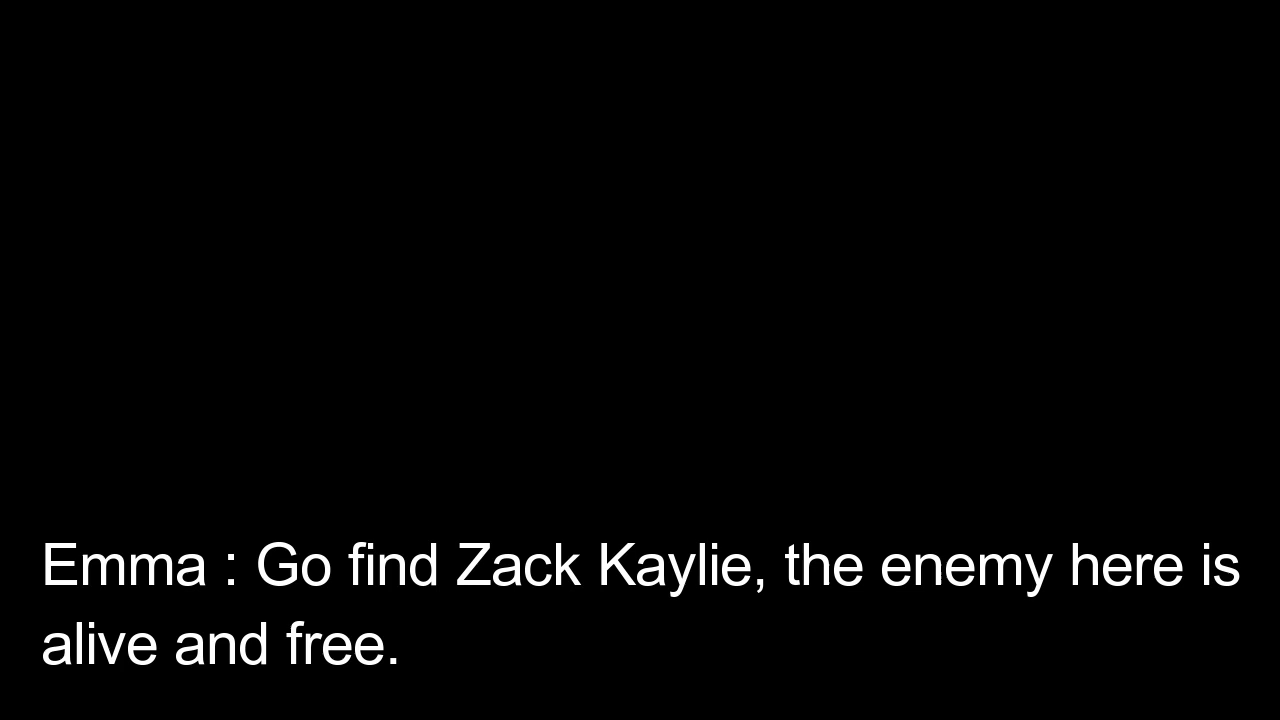 Emma : Go find Zack Kaylie, the enemy here is
alive and free.